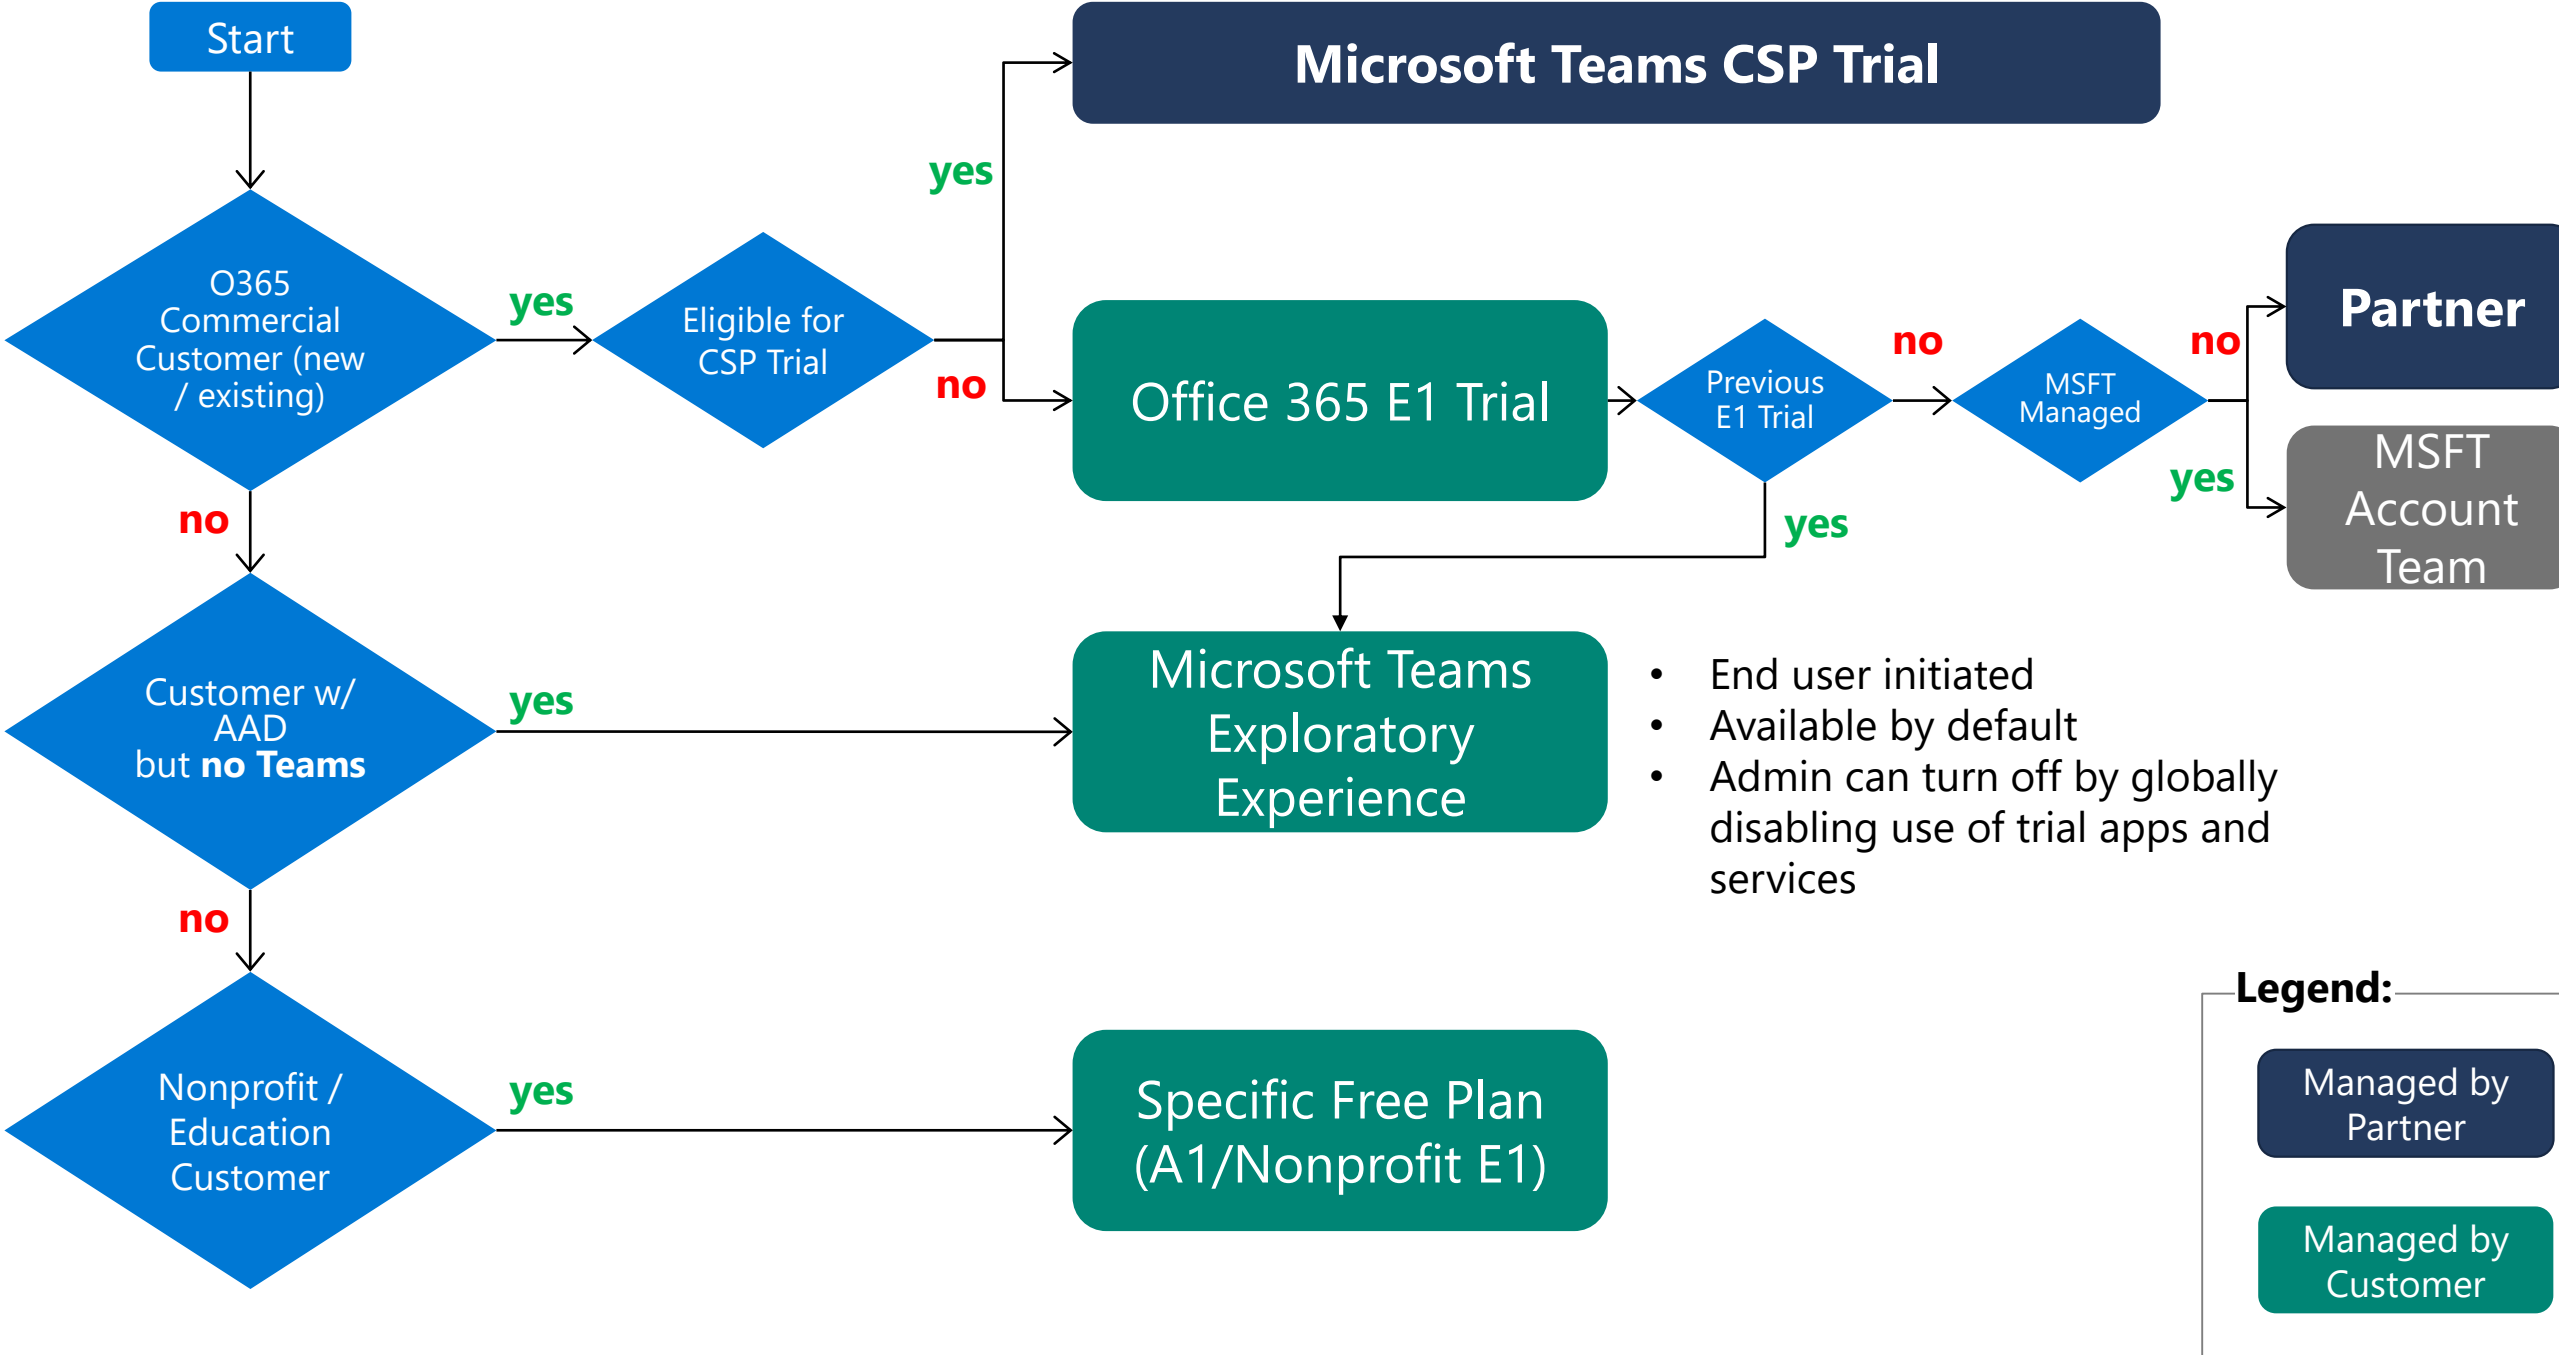 Start
Microsoft Teams CSP Trial
yes
O365
Commercial
Customer (new
/ existing)
yes
Eligible for
CSP Trial
no
Office 365 E1 Trial
Previous
E1 Trial
no
MSFT
Managed
no
Partner
yes
MSFT
Account
Team
no
yes
Customer w/
AAD
but no Teams
yes
Microsoft Teams
Exploratory
Experience
• End user initiated
• Available by default
• Admin can turn off by globally
disabling use of trial apps and
services
no
Nonprofit /
Education
Customer
yes
Specific Free Plan
(A1/Nonprofit E1)
Legend:
Managed by
Partner
Managed by
Customer